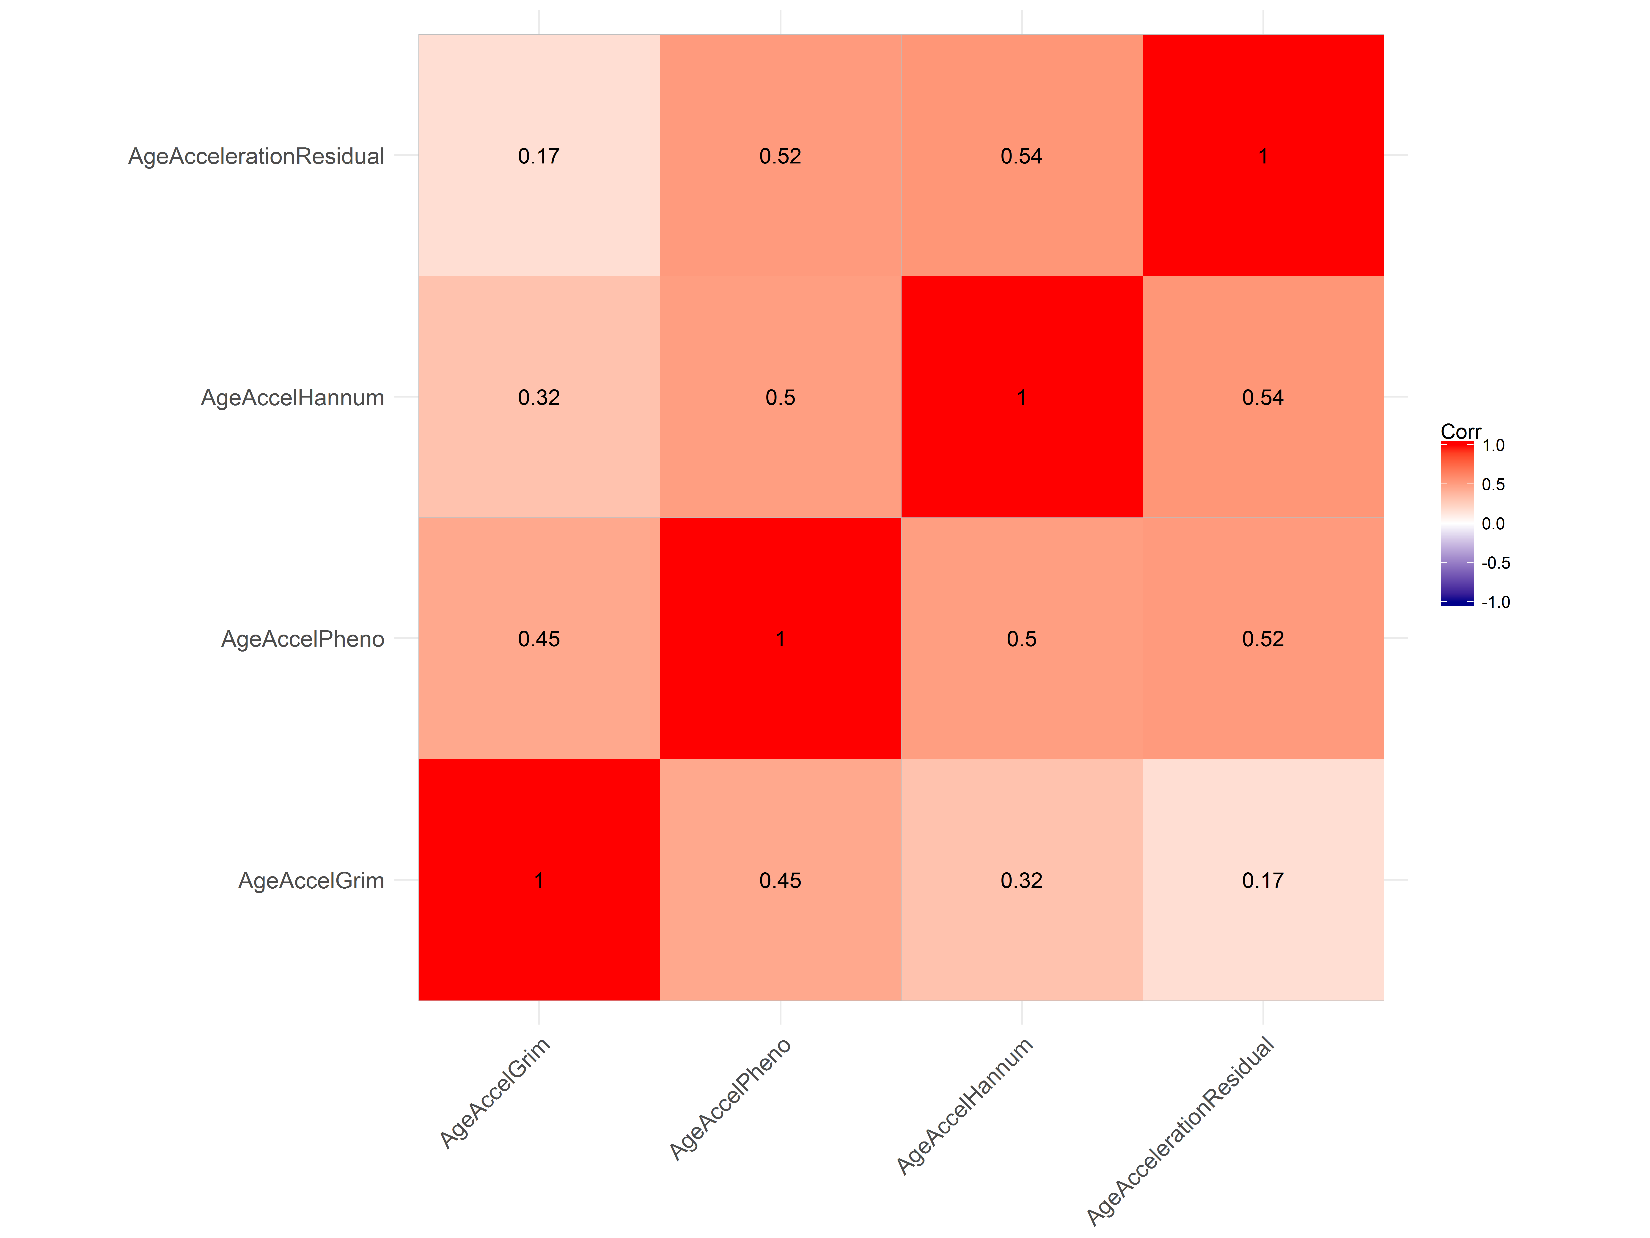 AgeAccelerationResidual 0.17 0.52 0.54 1
AgeAccelHannum 0.32 0.5 1 0.54
AgeAccelPheno 0.45 1 0.5 0.52
AgeAccelGrim 1 0.45 0.32 0.17
AgeAccelGrim
AgeAccelPheno
AgeAccelHannum
AgeAccelerationResidual
Corr
1.0
0.5
0.0
-0.5
-1.0